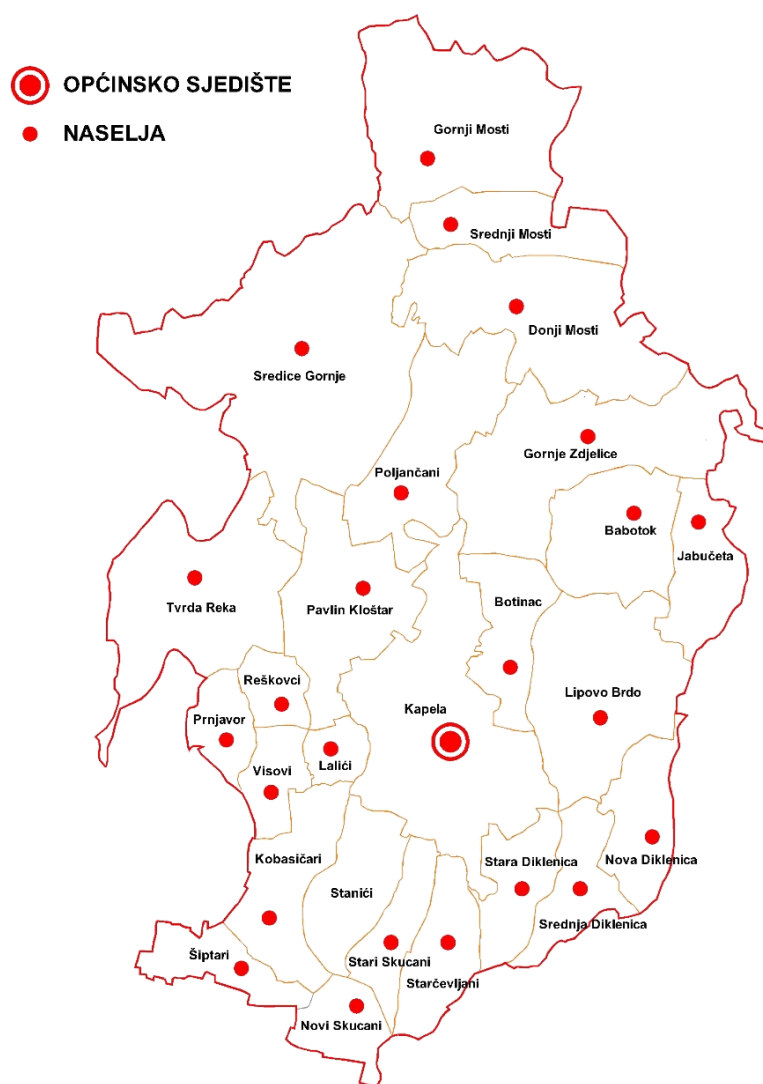 OPĆINSKO SJEDIŠTE
NASELJA
Gornji Mosti
Srednji Mosti
Donji Mosti
Sredice Gornje
Gornje Zdjelice
Poljančani
Babotok
Jabučeta
Tvrda Reka
Pavlin Kloštar
Botinac
Reškovci
Lipovo Brdo
Kapela
Prnjavor
Lalići
Visovi
Kobasičari
Stara Diklenica
Nova Diklenica
Stanići
Srednja Diklenica
Šiptari
Stari Skucani
Starčevljani
Novi Skucani